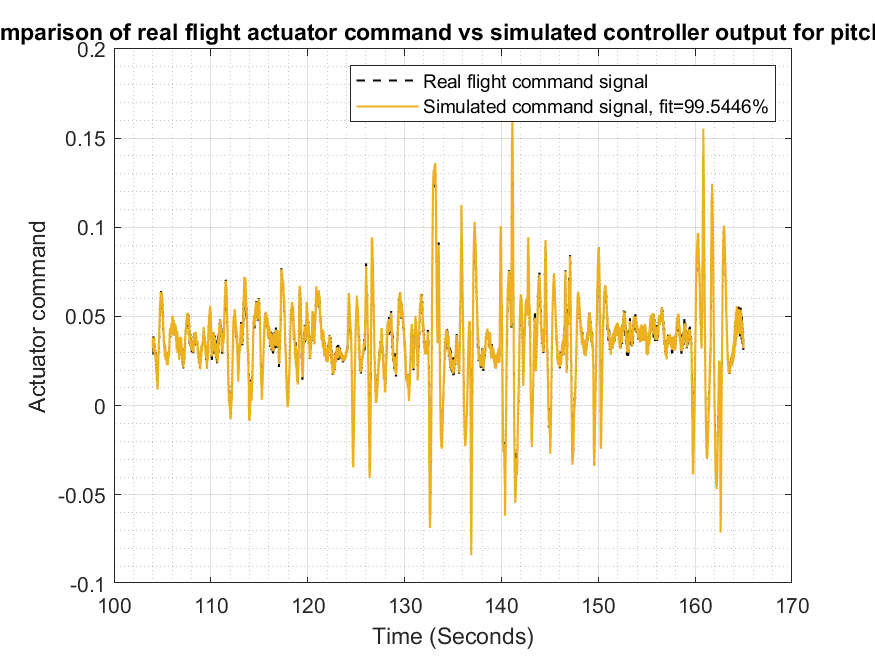 mparison of real flight actuator command vs simulated controller output for pitch
0.2
Real flight command signal
Simulated command signal, fit=99.5446%
0.15
0.1
0.05
0
-0.05
-0.1
Actuator command
100 110 120 130 140 150 160 170
Time (Seconds)